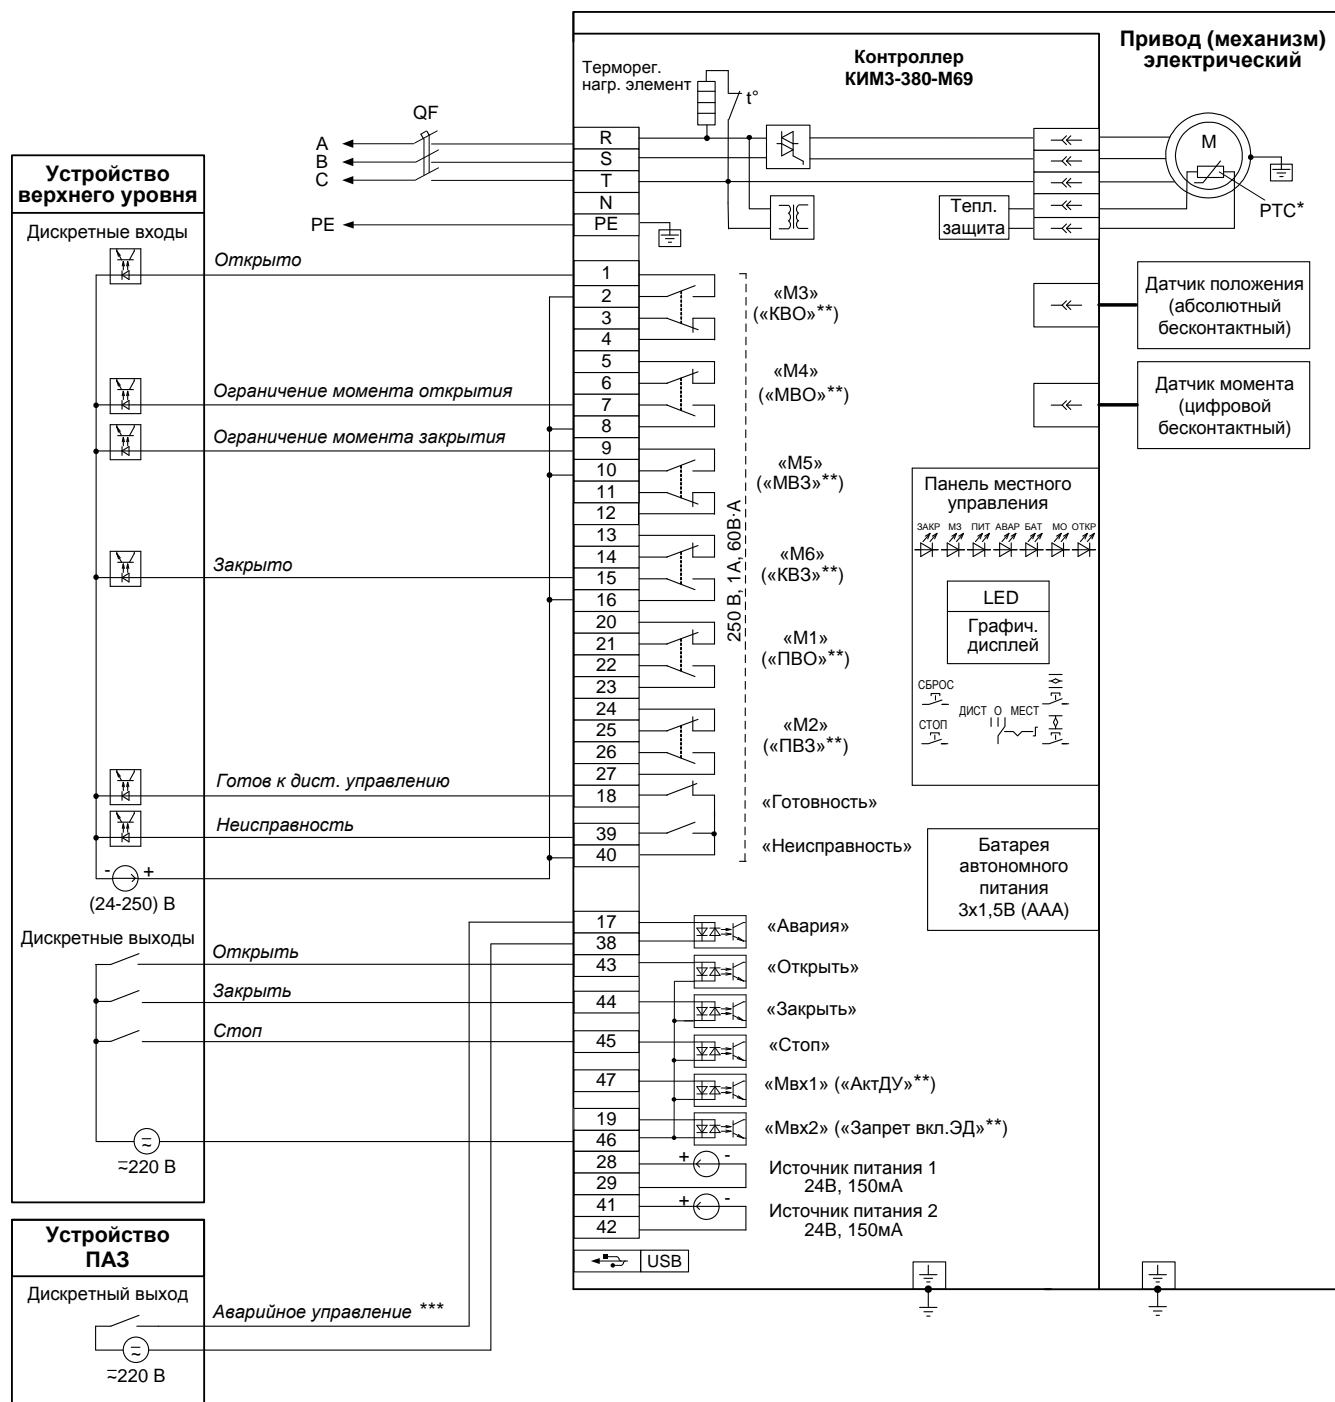 Привод (механизм)
электрический
Контроллер
КИМ3-380-М69
Терморег.
нагр. элемент
t°
QF
A
B
C
PE
R
S
T
N
PE
M
PTC*
Тепл.
защита
Устройство
верхнего уровня
Дискретные входы
Открыто
Ограничение момента открытия
Ограничение момента закрытия
Закрыто
Готов к дист. управлению
Неисправность
- +
(24-250) В
Дискретные выходы
Открыть
Закрыть
Стоп
≂
≂220 В
1
2
3
4
5
6
7
8
9
10
11
12
13
14
15
16
20
21
22
23
24
25
26
27
18
39
40
17
38
43
44
45
47
19
46
28
29
41
42
USB
«М3»
(«КВО»**)
«М4»
(«МВО»**)
«М5»
(«МВЗ»**)
«М6»
(«КВЗ»**)
«М1»
(«ПВО»**)
«М2»
(«ПВЗ»**)
«Готовность»
«Неисправность»
250 В, 1А, 60В·А
«Авария»
«Открыть»
«Закрыть»
«Стоп»
«Мвх1» («АктДУ»**)
«Мвх2» («Запрет вкл.ЭД»**)
+ -
Источник питания 1
24В, 150мА
+ -
Источник питания 2
24В, 150мА
Датчик положения
(абсолютный
бесконтактный)
Датчик момента
(цифровой
бесконтактный)
Панель местного
управления
ЗАКР МЗ ПИТ АВАР БАТ МО ОТКР
LED
Графич.
дисплей
СБРОС
СТОП
ДИСТ О МЕСТ
Батарея
автономного
питания
3х1,5В (ААА)
Устройство
ПАЗ
Дискретный выход
Аварийное управление ***
≂
≂220 В